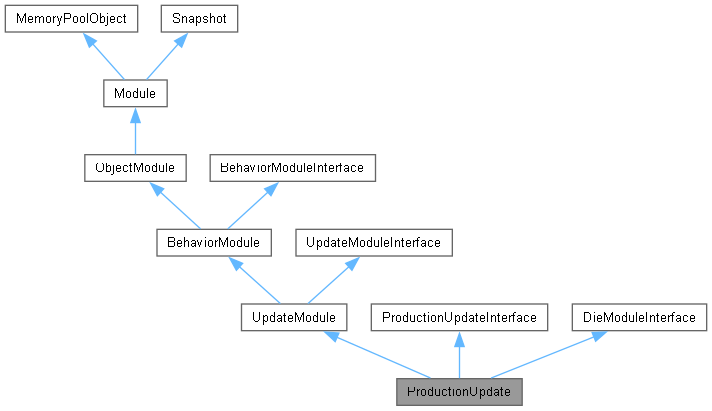 MemoryPoolObject
Snapshot
Module
ObjectModule
BehaviorModuleInterface
BehaviorModule
UpdateModuleInterface
UpdateModule
ProductionUpdateInterface
DieModuleInterface
ProductionUpdate